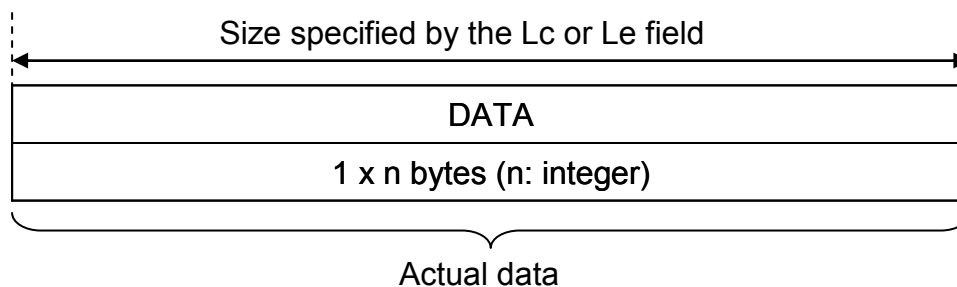 Size specified by the Lc or Le field
DATA
1 x n bytes (n: integer)
Actual data